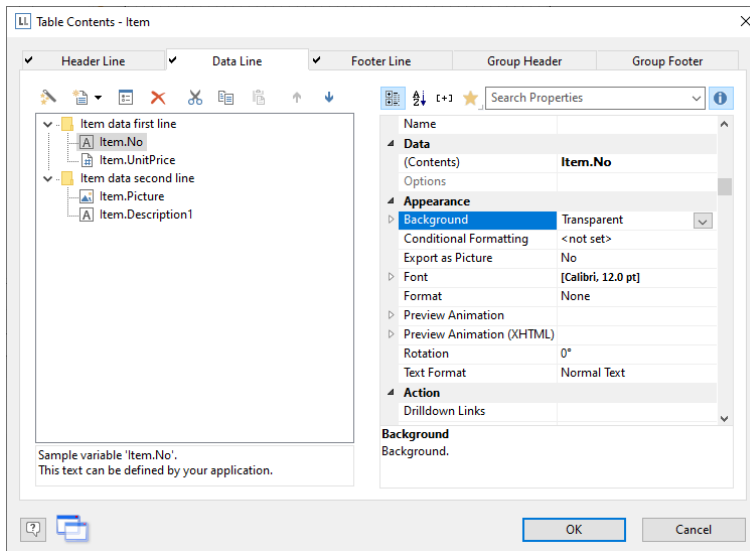 LL Table Contents - Item
Header Line
Data Line
Footer Line
Group Header
Group Footer
Search Properties
Item data first line
A Item.No
Item.UnitPrice
Item data second line
Item.Picture
A Item.Description1
Sample variable 'Item.No'.
This text can be defined by your application.
Name
Data
(Contents) Item.No
Options
Appearance
Background Transparent
Conditional Formatting <not set>
Export as Picture No
Font [Calibri, 12.0 pt]
Format None
Preview Animation
Preview Animation (XHTML)
Rotation 0°
Text Format Normal Text
Action
Drilldown Links
Background
Background.
OK
Cancel